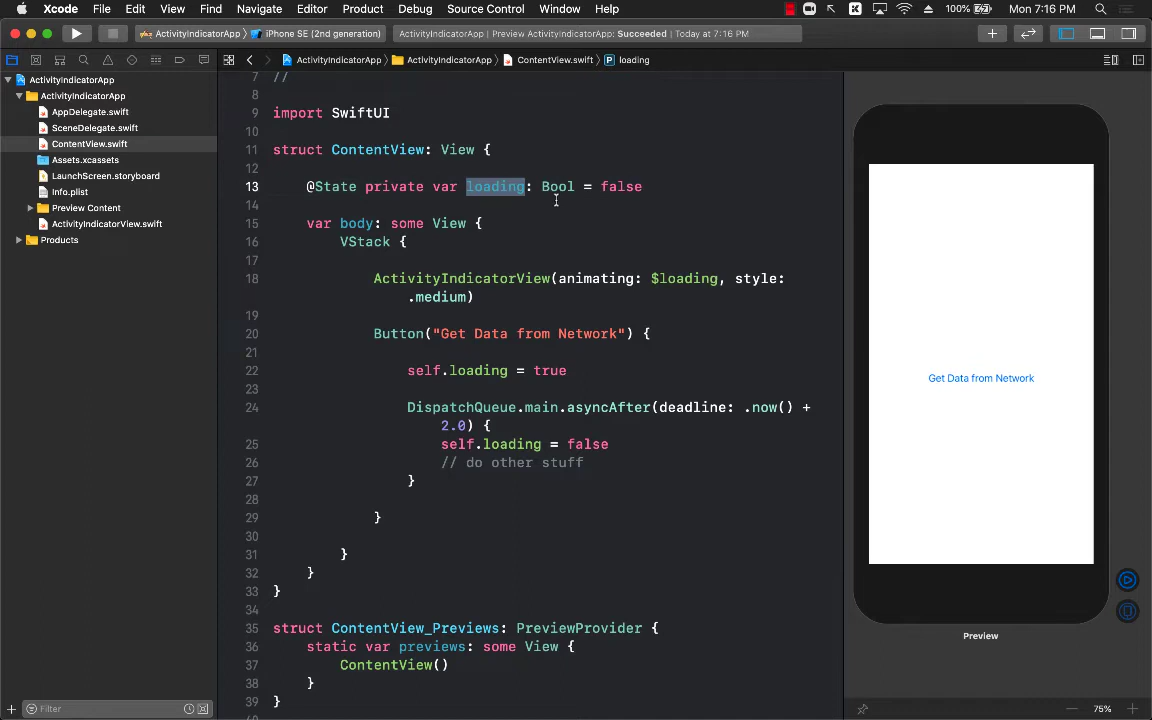 Xcode File Edit View Find Navigate Editor Product Debug Source Control Window Help 100% Mon 7:16 PM
ActivityIndicatorApp iPhone SE (2nd generation) ActivityIndicatorApp | Preview ActivityIndicatorApp: Succeeded | Today at 7:16 PM
ActivityIndicatorApp ActivityIndicatorApp ContentView.swift P loading
ActivityIndicatorApp
ActivityIndicatorApp
AppDelegate.swift
SceneDelegate.swift
ContentView.swift
Assets.xcassets
LaunchScreen.storyboard
Info.plist
Preview Content
ActivityIndicatorView.swift
Products
Filter
7 //
8
9 import SwiftUI
10
11 struct ContentView: View {
12
13 @State private var loading: Bool = false
14
15 var body: some View {
16 VStack {
17
18 ActivityIndicatorView(animating: $loading, style:
.medium)
19
20 Button("Get Data from Network") {
21
22 self.loading = true
23
24 DispatchQueue.main.asyncAfter(deadline: .now() +
2.0) {
25 self.loading = false
26 // do other stuff
27 }
28
29 }
30
31 }
32 }
33 }
34
35 struct ContentView_Previews: PreviewProvider {
36 static var previews: some View {
37 ContentView()
38 }
39 }
Get Data from Network
Preview
75%